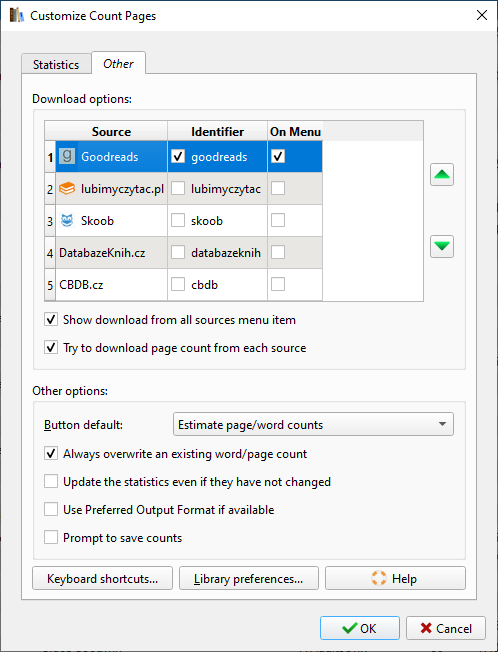 Customize Count Pages
Statistics
Other
Download options:
Source Identifier On Menu
1 Goodreads goodreads
2 lubimyczytac.pl lubimyczytac
3 Skoob skoob
4 DatabazeKnih.cz databazeknih
5 CBDB.cz cbdb
Show download from all sources menu item
Try to download page count from each source
Other options:
Button default: Estimate page/word counts
Always overwrite an existing word/page count
Update the statistics even if they have not changed
Use Preferred Output Format if available
Prompt to save counts
Keyboard shortcuts... Library preferences... Help
OK Cancel